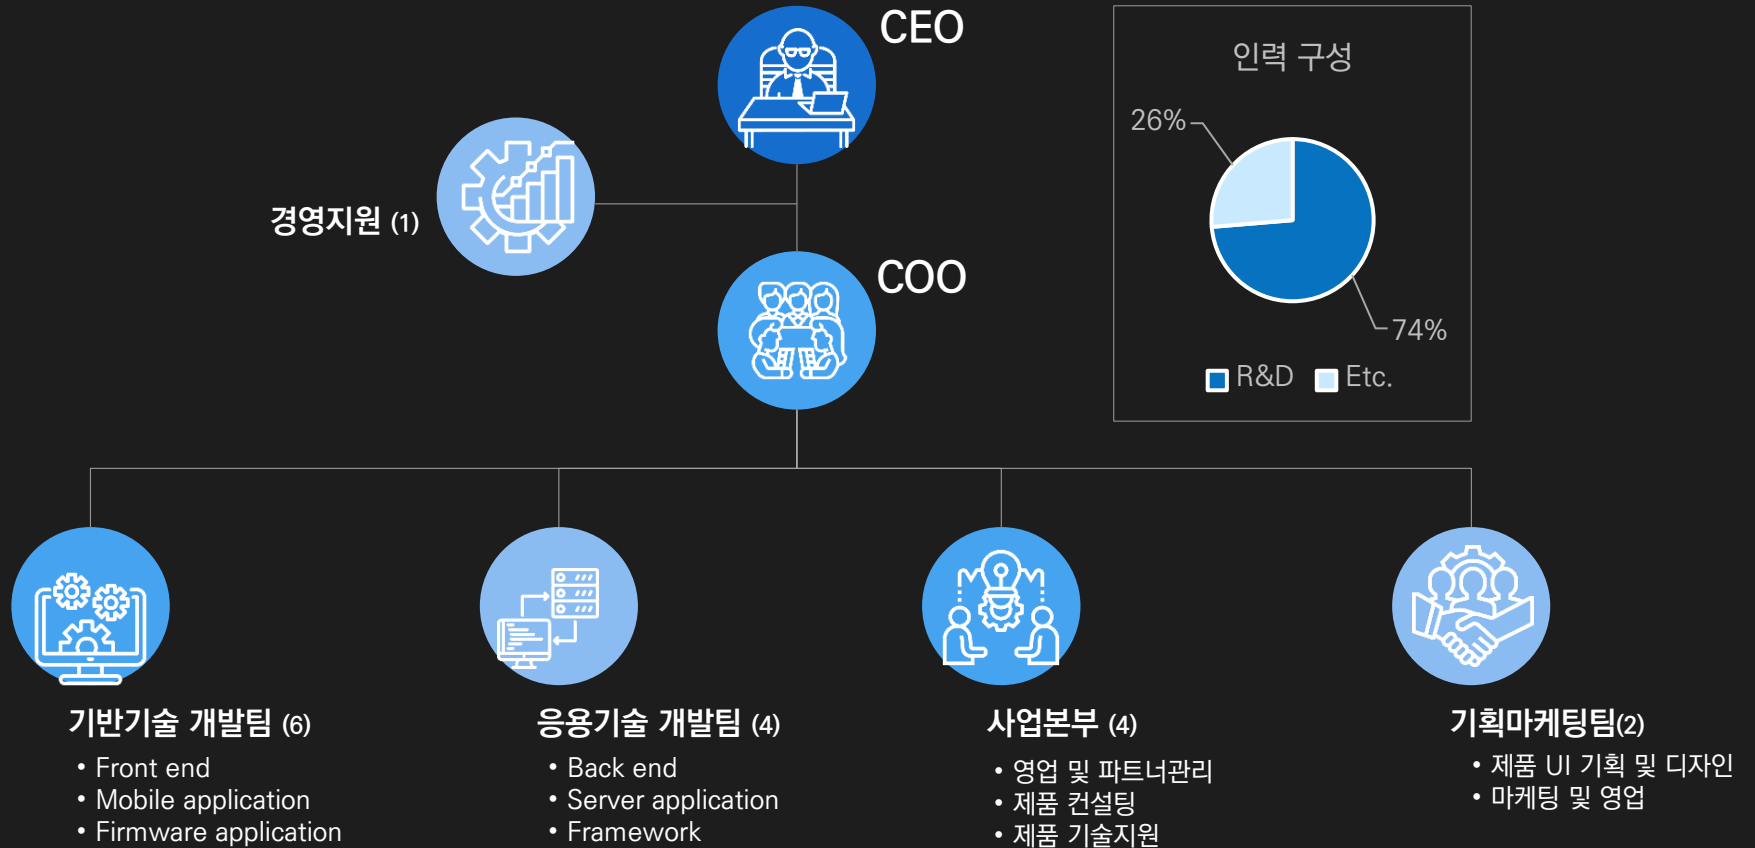 CEO
인력 구성
26%
74%
R&D
Etc.
경영지원 (1)
COO
기반기술 개발팀 (6)
• Front end
• Mobile application
• Firmware application
응용기술 개발팀 (4)
• Back end
• Server application
• Framework
사업본부 (4)
• 영업 및 파트너관리
• 제품 컨설팅
• 제품 기술지원
기획마케팅팀(2)
• 제품 UI 기획 및 디자인
• 마케팅 및 영업